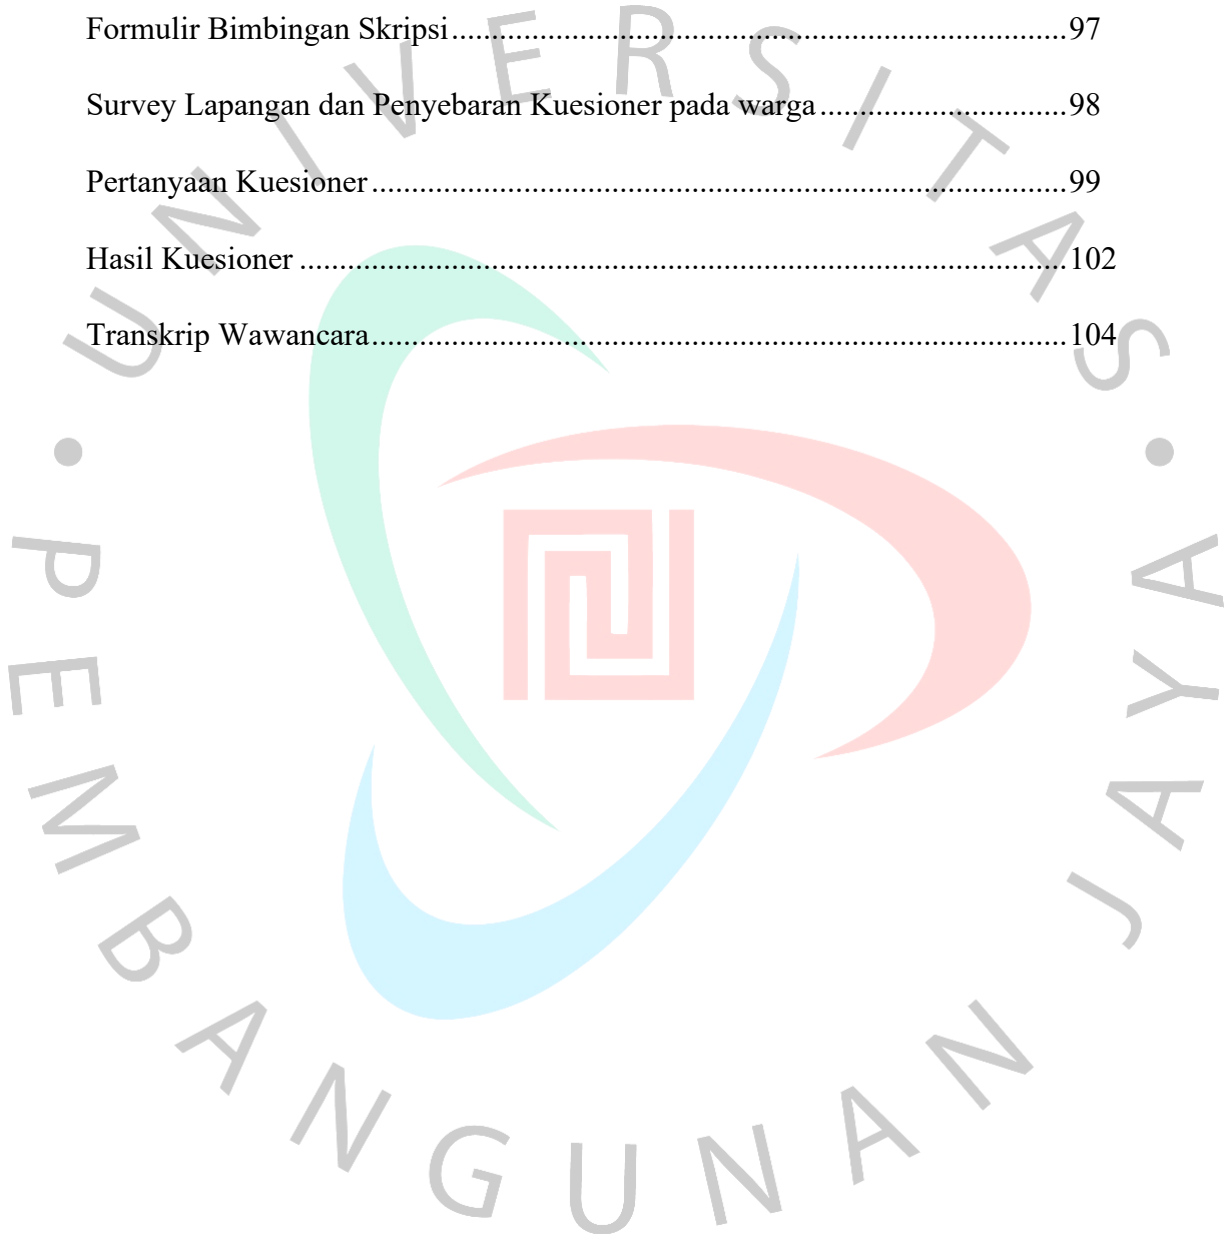 Formulir Bimbingan Skripsi............................................................................97
Survey Lapangan dan Penyebaran Kuesioner pada warga...............................98
Pertanyaan Kuesioner......................................................................................99
Hasil Kuesioner...............................................................................................102
Transkrip Wawancara......................................................................................104
UNIVERSITAS
• PEMBANGUNAN JAYA •